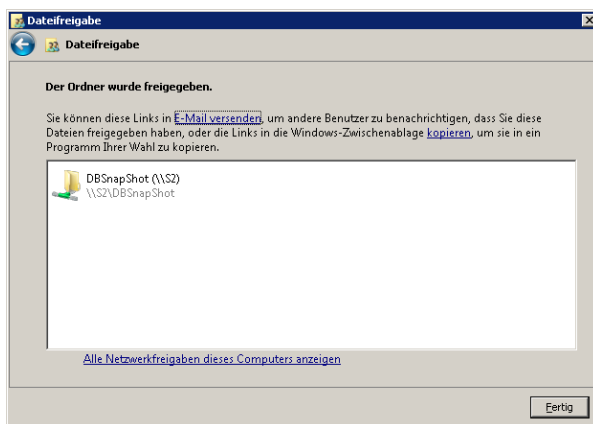 Dateifreigabe
Dateifreigabe
Der Ordner wurde freigegeben.
Sie können diese Links in E-Mail versenden, um andere Benutzer zu benachrichtigen, dass Sie diese
Dateien freigegeben haben, oder die Links in die Windows-Zwischenablage kopieren, um sie in ein
Programm Ihrer Wahl zu kopieren.
DBSnapShot (\\S2)
\\S2\DBSnapShot
Alle Netzwerkfreigaben dieses Computers anzeigen
Fertig